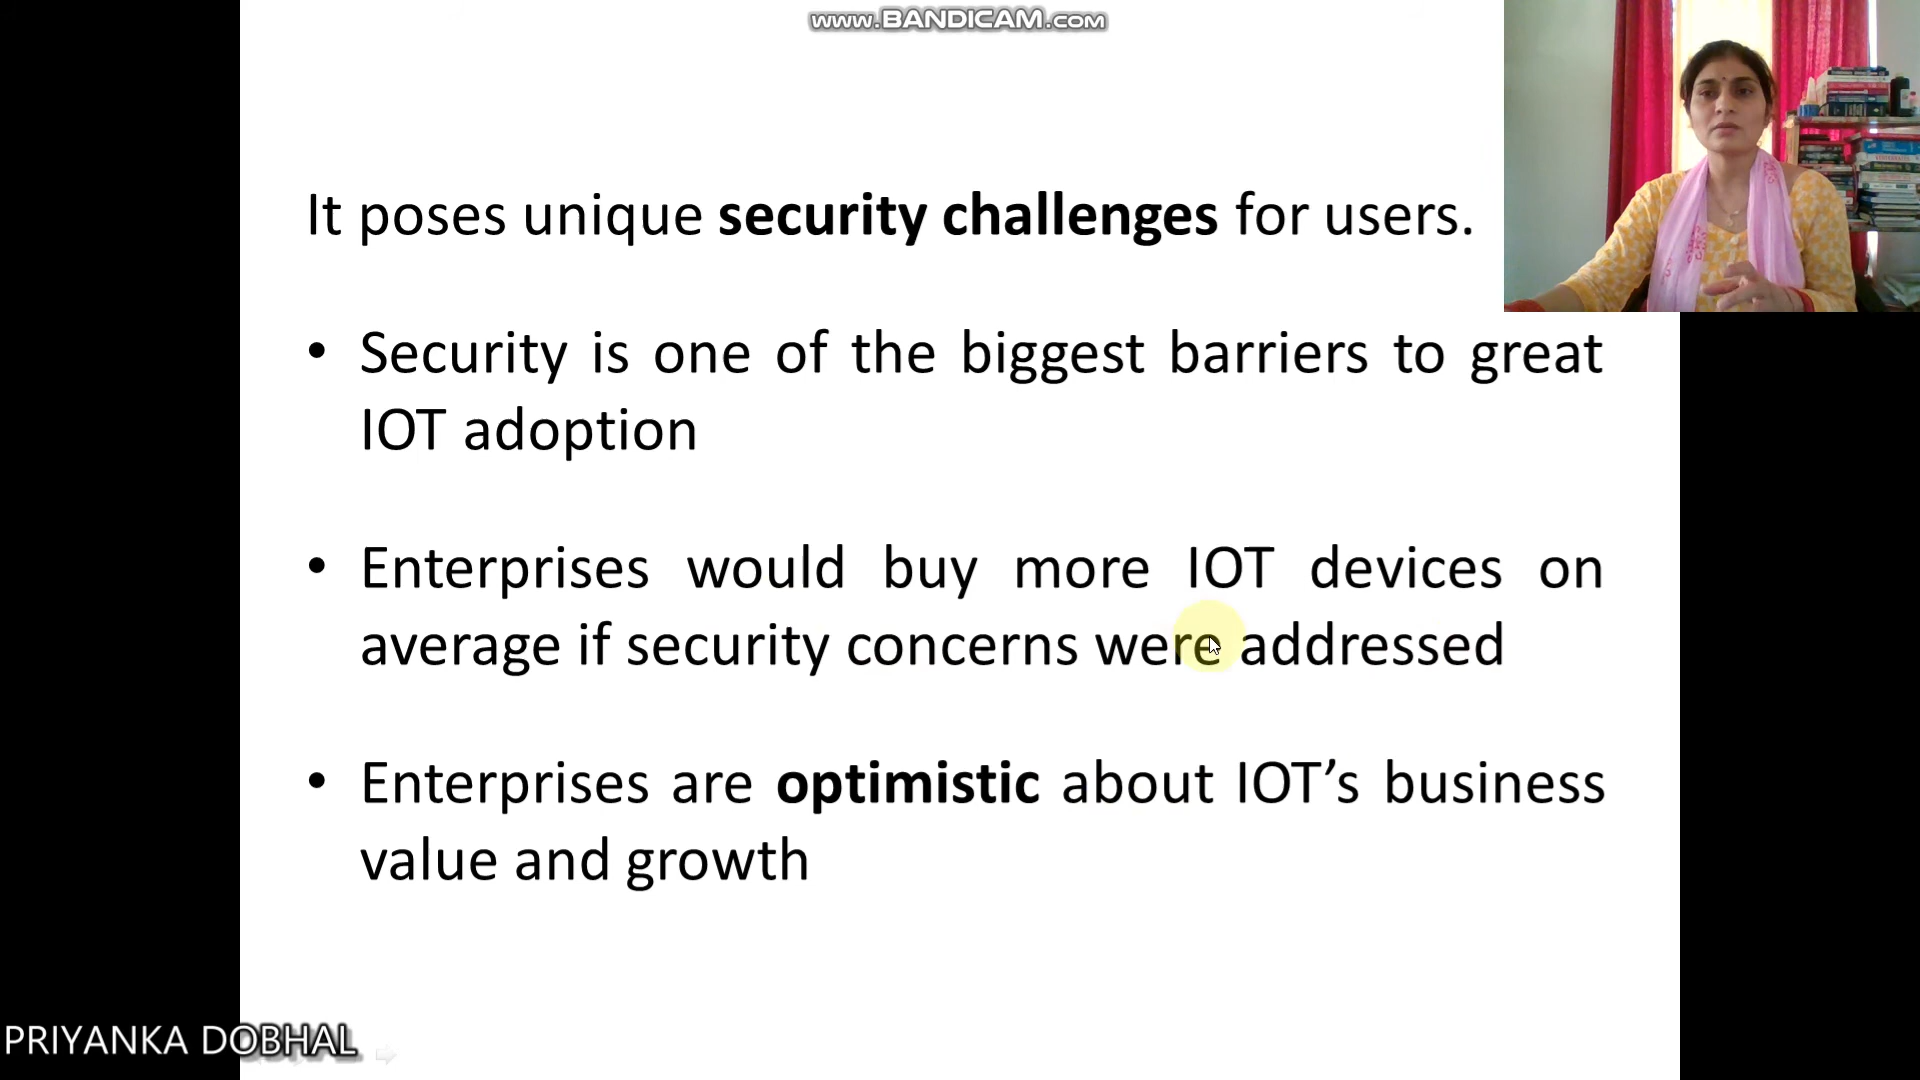 www.BANDICAM.com
It poses unique security challenges for users.
• Security is one of the biggest barriers to great
IOT adoption
• Enterprises would buy more IOT devices on
average if security concerns were addressed
• Enterprises are optimistic about IOT’s business
value and growth
PRIYANKA DOBHAL